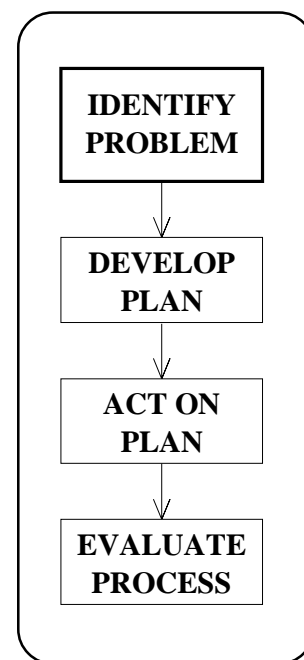 IDENTIFY
PROBLEM
DEVELOP
PLAN
ACT ON
PLAN
EVALUATE
PROCESS